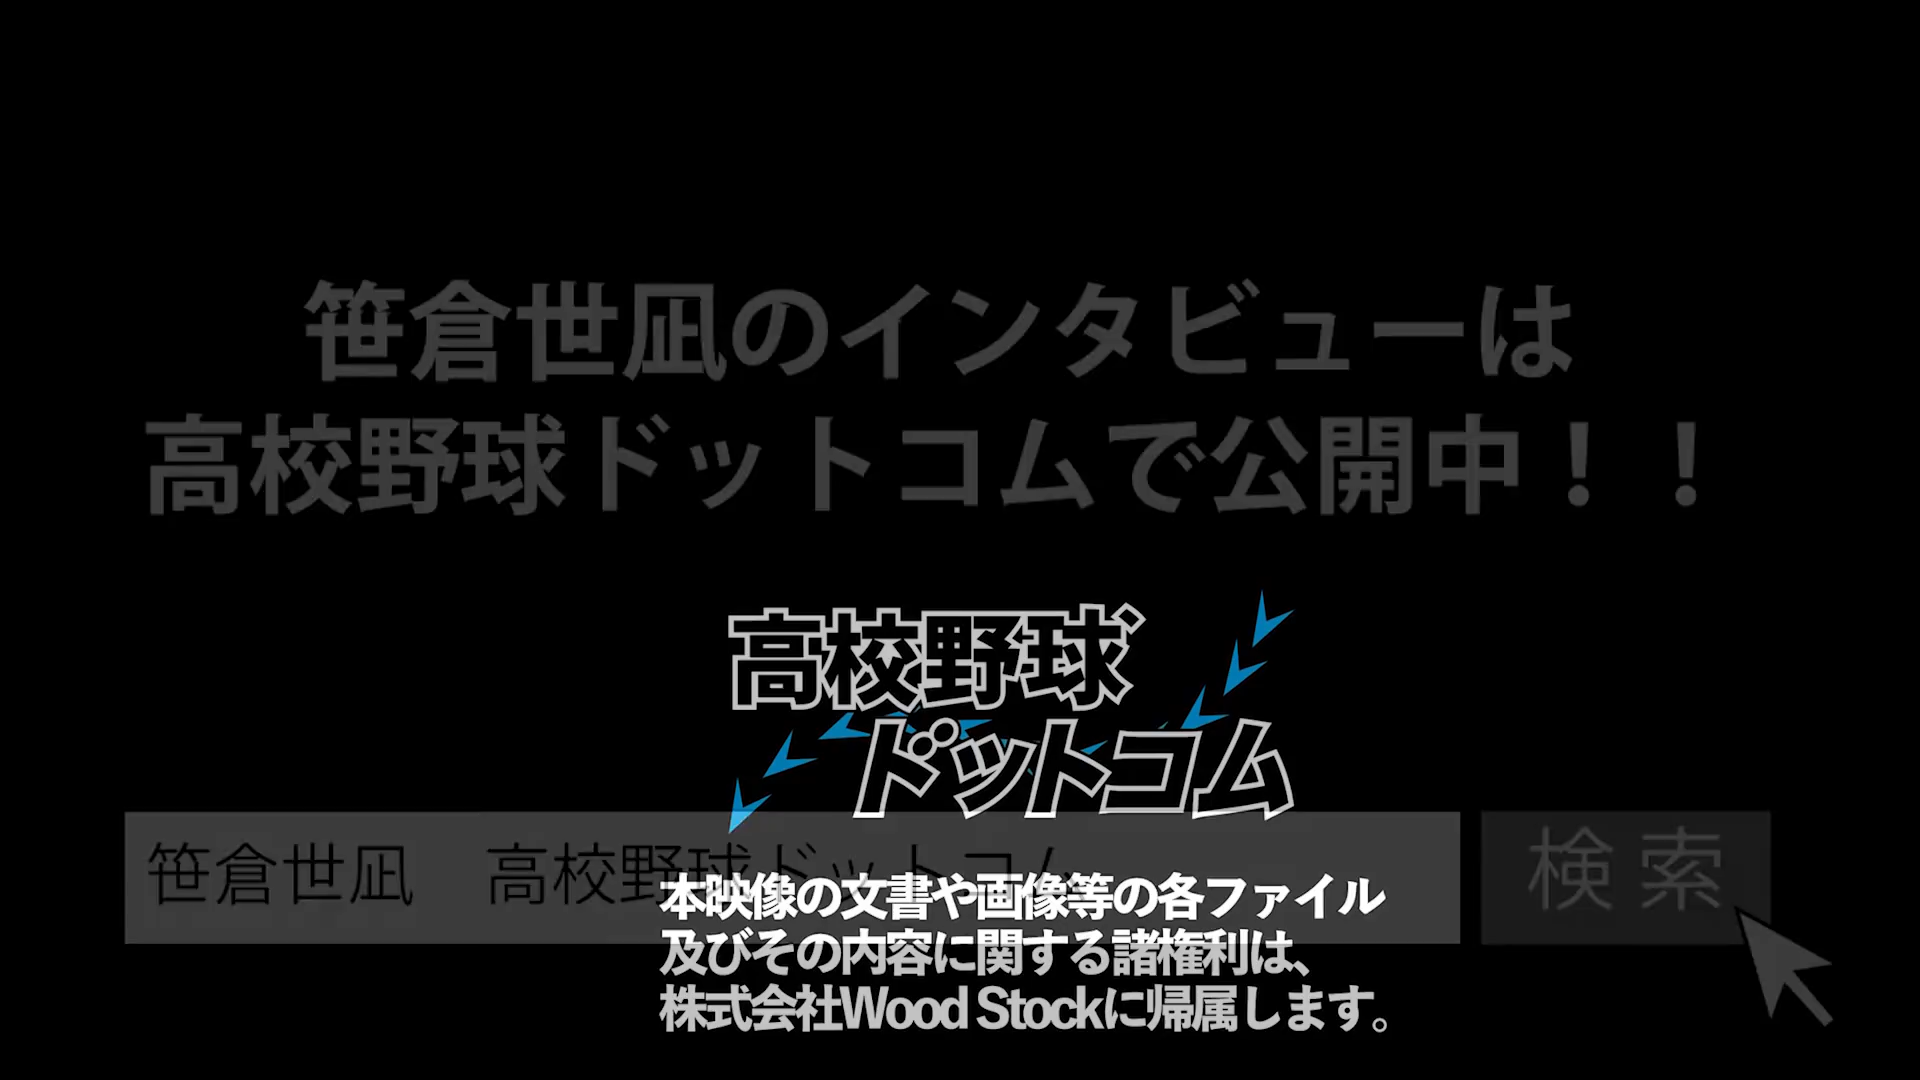 笹倉世凪のインタビューは
高校野球ドットコムで公開中！！
高校野球
ドットコム
笹倉世凪　高校野球ドットコム
検索
本映像の文書や画像等の各ファイル
及びその内容に関する諸権利は、
株式会社Wood Stockに帰属します。